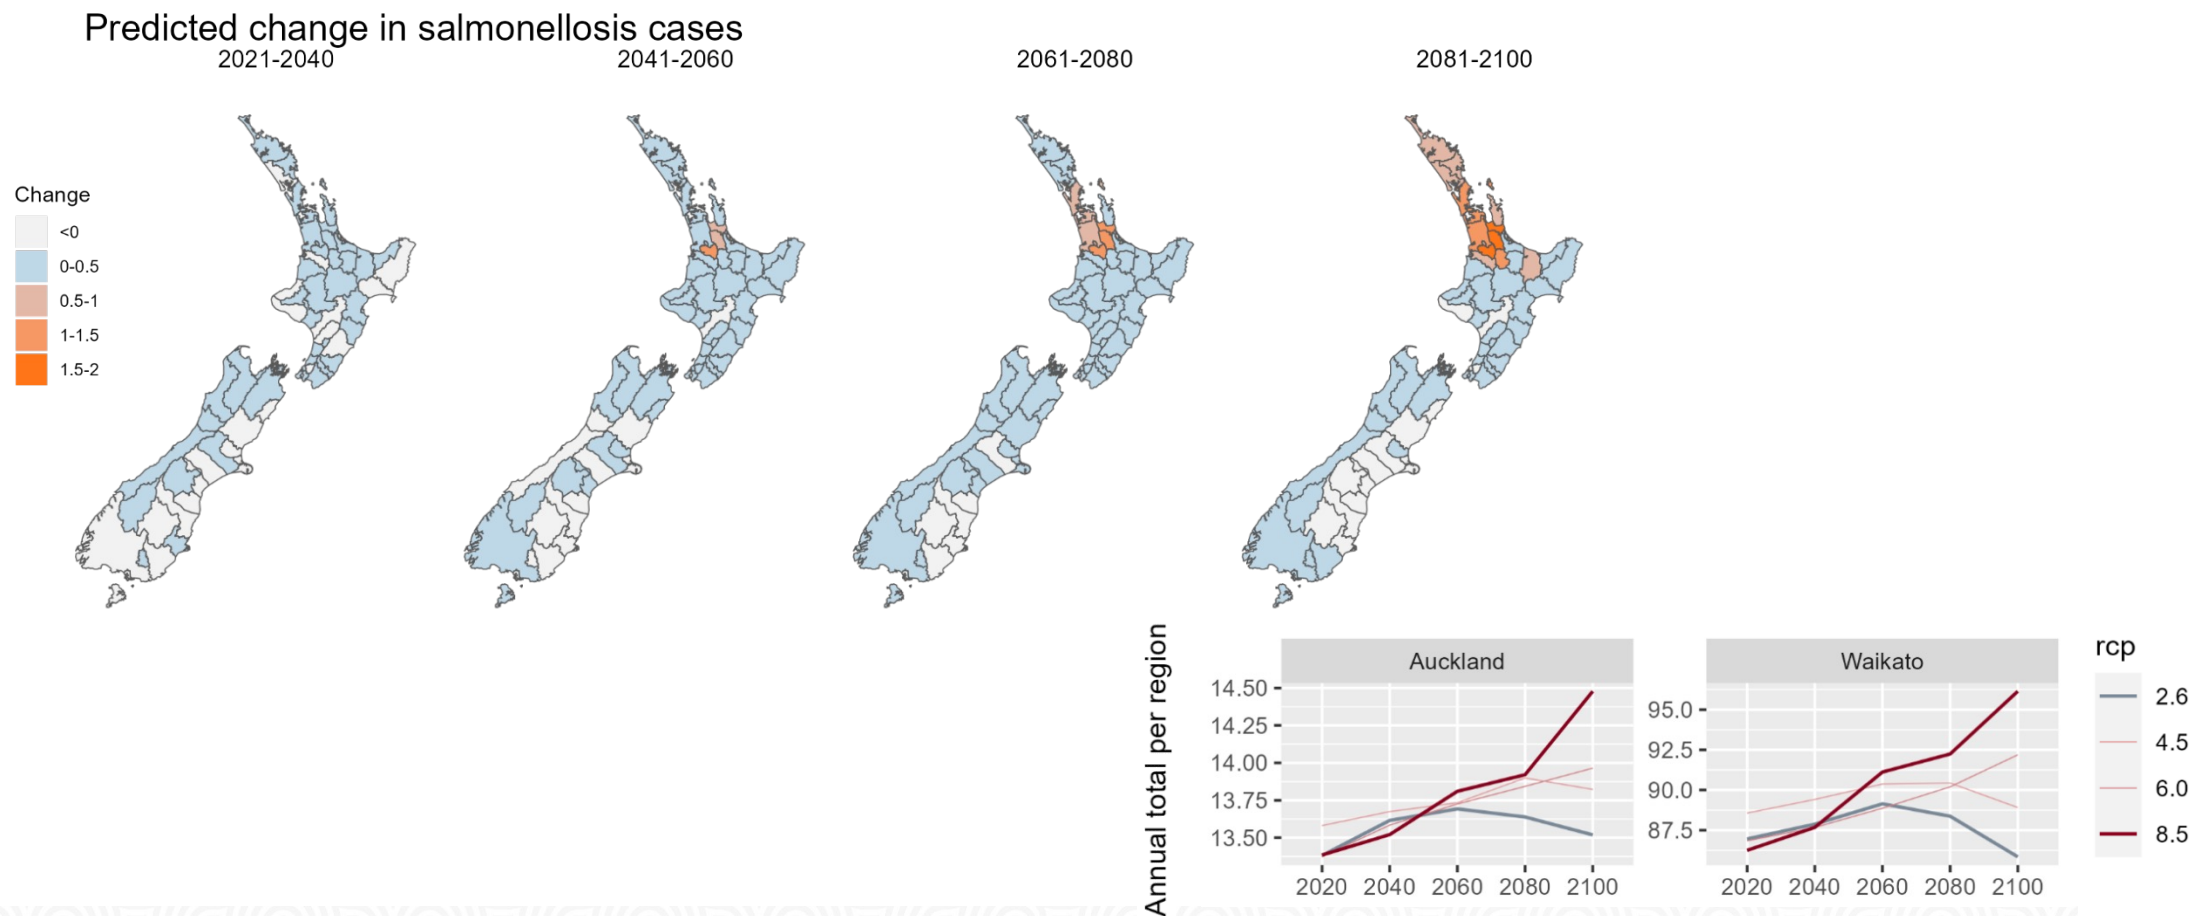 Predicted change in salmonellosis cases
2021-2040
2041-2060
2061-2080
2081-2100
Change
<0
0-0.5
0.5-1
1-1.5
1.5-2
Annual total per region
Auckland
14.50
14.25
14.00
13.75
13.50
2020 2040 2060 2080 2100
Waikato
95.0
92.5
90.0
87.5
2020 2040 2060 2080 2100
rcp
2.6
4.5
6.0
8.5